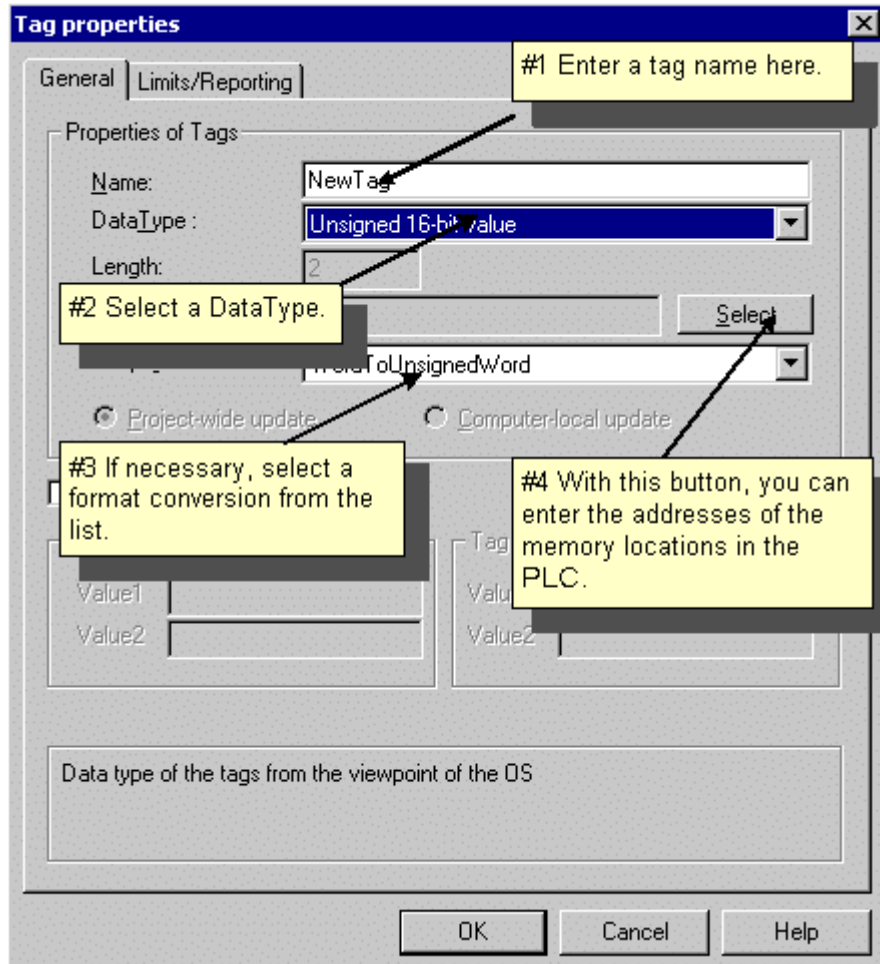 Tag properties
#1 Enter a tag name here.
General
Limits/Reporting
Properties of Tags
Name:
NewTag
DataType :
Unsigned 16-bit value
Length:
2
#2 Select a DataType.
Select
WordToUnsignedWord
Project-wide update
Computer-local update
#3 If necessary, select a
format conversion from the
list.
#4 With this button, you can
enter the addresses of the
memory locations in the
PLC.
Tag
Value1
Value2
Value2
Data type of the tags from the viewpoint of the OS
OK
Cancel
Help